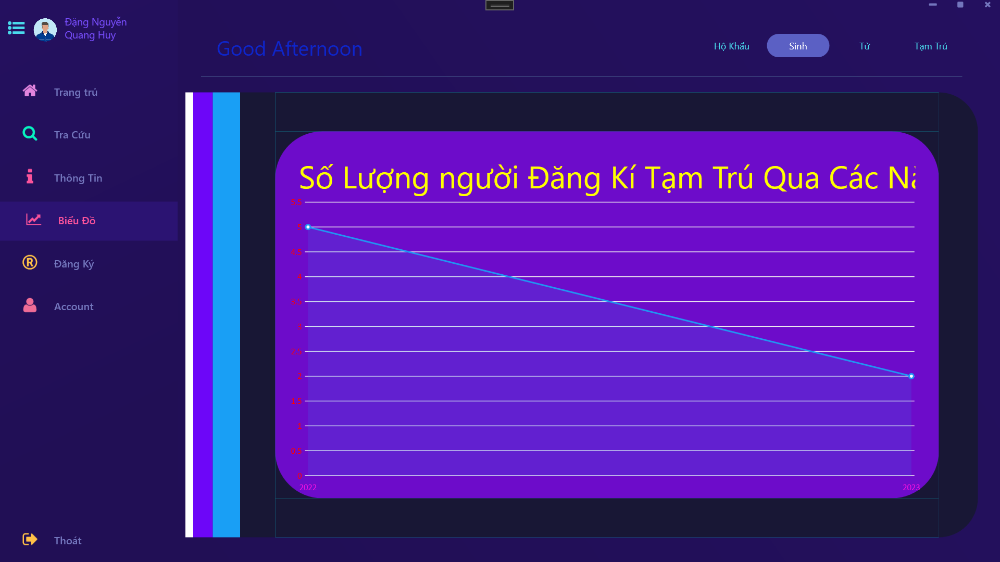 Đặng Nguyễn
Quang Huy
Good Afternoon
Hộ Khẩu
Sinh
Tử
Tạm Trú
Trang trủ
Tra Cứu
Thông Tin
Biểu Đồ
Đăng Ký
Account
Thoát
Số Lượng người Đăng Kí Tạm Trú Qua Các
5.5
5
4.5
4
3.5
3
2.5
2
1.5
1
0.5
0
2022
2023